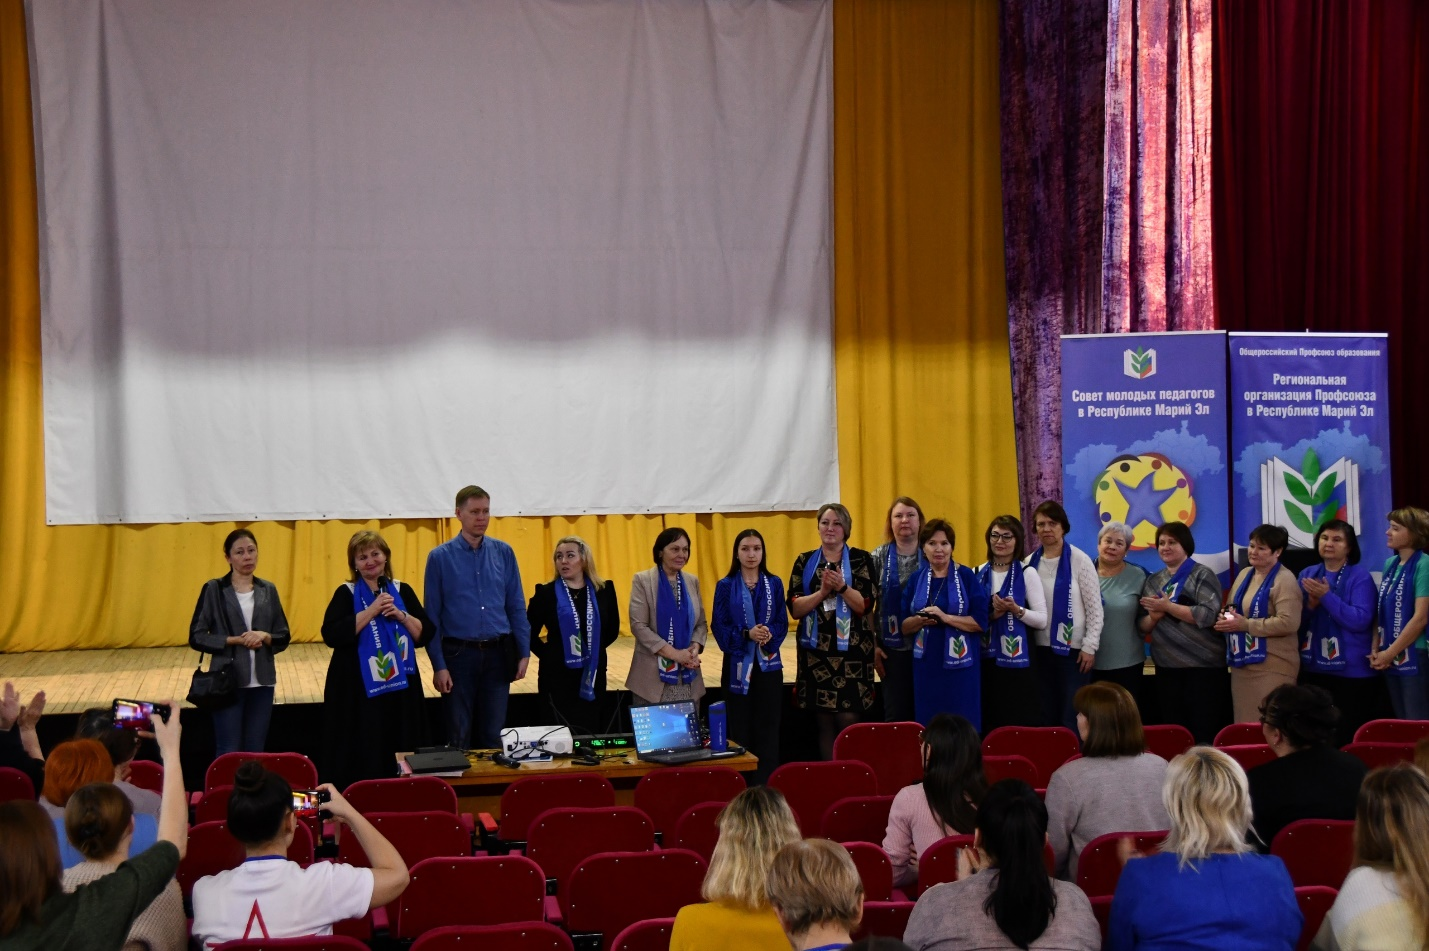 Совет молодых педагогов
в Республике Марий Эл
Общероссийский Профсоюз образования
Региональная
организация Профсоюза
в Республике Марий Эл